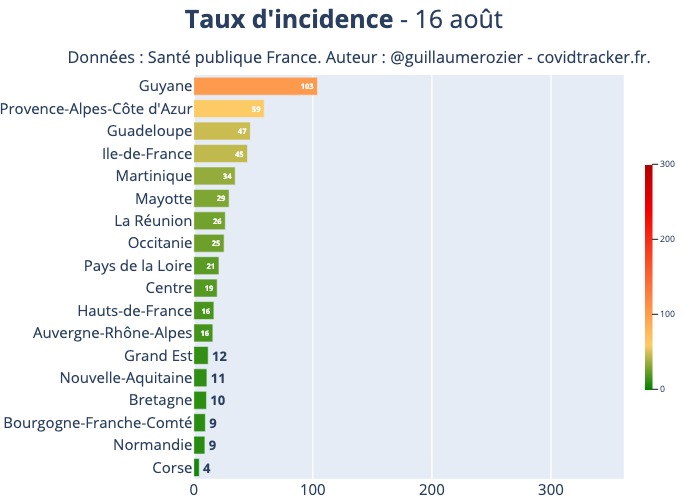 Taux d'incidence - 16 août
Données : Santé publique France. Auteur : @guillaumerozier - covidtracker.fr.
Guyane 103
Provence-Alpes-Côte d'Azur 59
Guadeloupe 47
Ile-de-France 45
Martinique 34
Mayotte 29
La Réunion 26
Occitanie 25
Pays de la Loire 21
Centre 19
Hauts-de-France 16
Auvergne-Rhône-Alpes 16
Grand Est 12
Nouvelle-Aquitaine 11
Bretagne 10
Bourgogne-Franche-Comté 9
Normandie 9
Corse 4
0 100 200 300
300
200
100
0